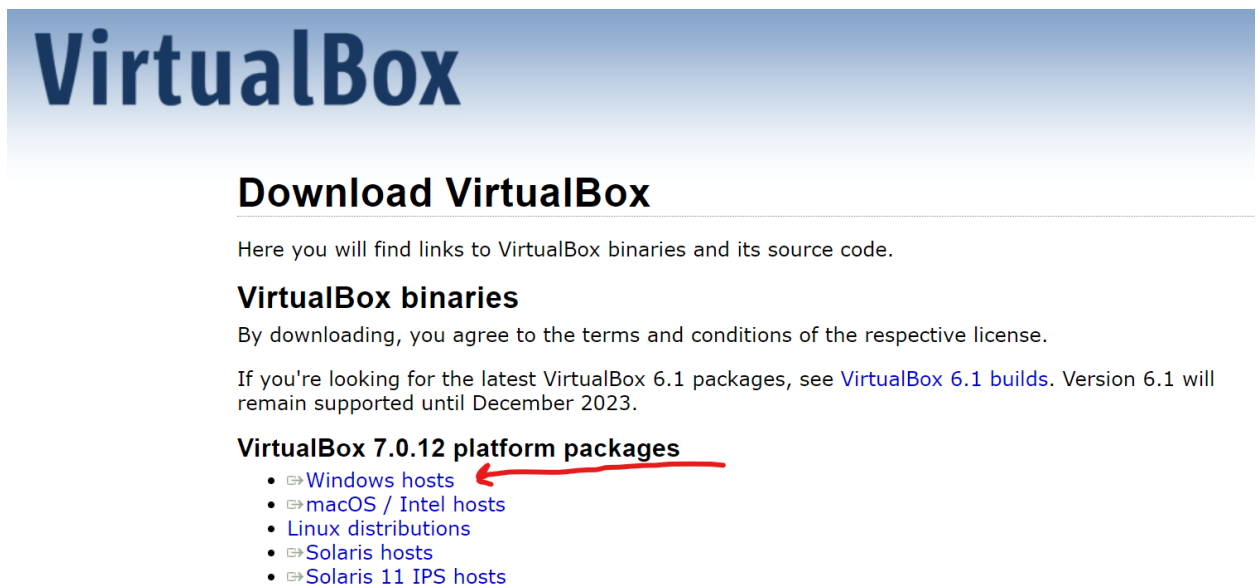 VirtualBox
Download VirtualBox
Here you will find links to VirtualBox binaries and its source code.
VirtualBox binaries
By downloading, you agree to the terms and conditions of the respective license.
If you're looking for the latest VirtualBox 6.1 packages, see VirtualBox 6.1 builds. Version 6.1 will
remain supported until December 2023.
VirtualBox 7.0.12 platform packages
Windows hosts
macOS / Intel hosts
Linux distributions
Solaris hosts
Solaris 11 IPS hosts